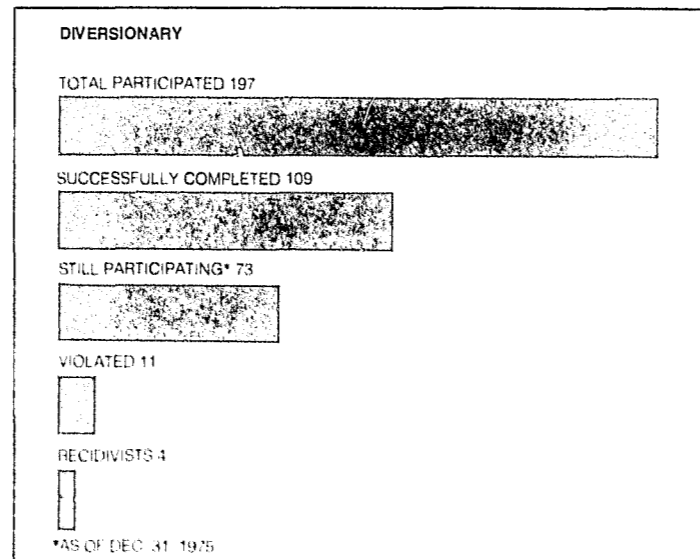 DIVERSIONARY
TOTAL PARTICIPATED 197
SUCCESSFULLY COMPLETED 109
STILL PARTICIPATING* 73
VIOLATED 11
RECIDIVISTS 4
*AS OF DEC. 31 1975